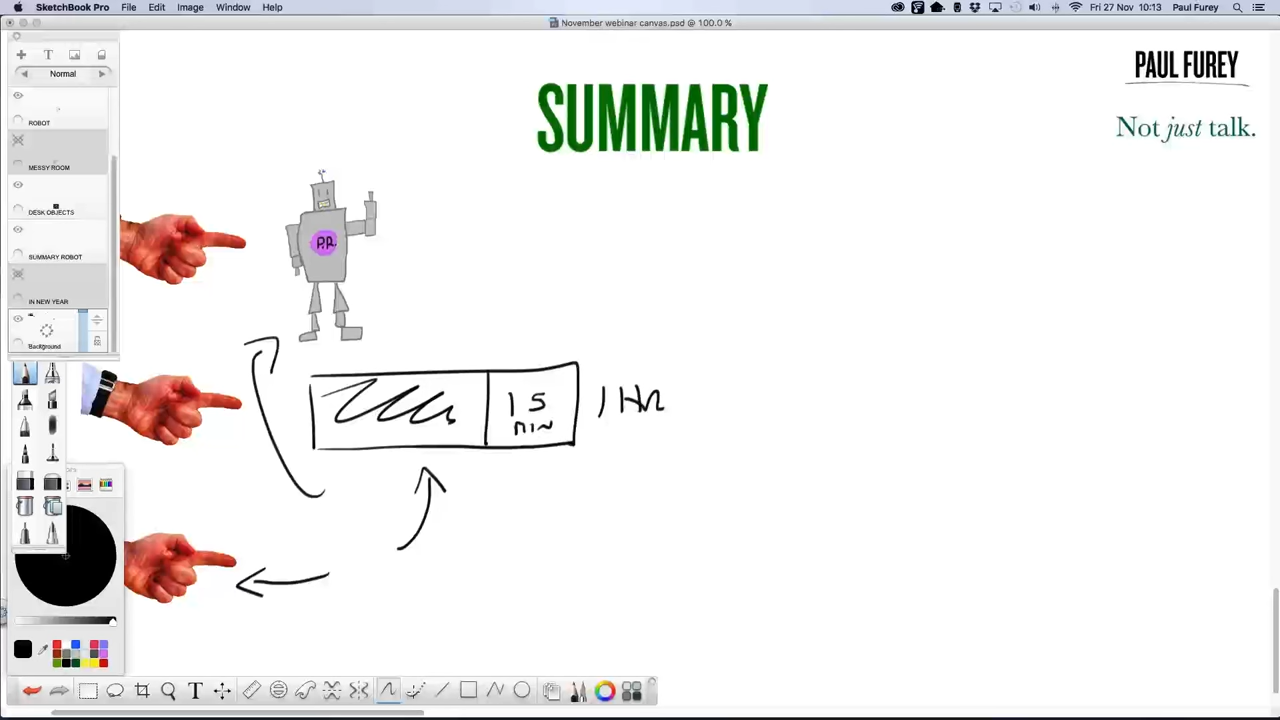 SketchBook Pro File Edit Image Window Help Fri 27 Nov 10:13 Paul Furey
November webinar canvas.psd @ 100.0 %
Normal
ROBOT
MESSY ROOM
DESK OBJECTS
SUMMARY ROBOT
IN NEW YEAR
Background
SUMMARY
PAUL FUREY
Not just talk.
P.R.
15
MIN
1 HR
T